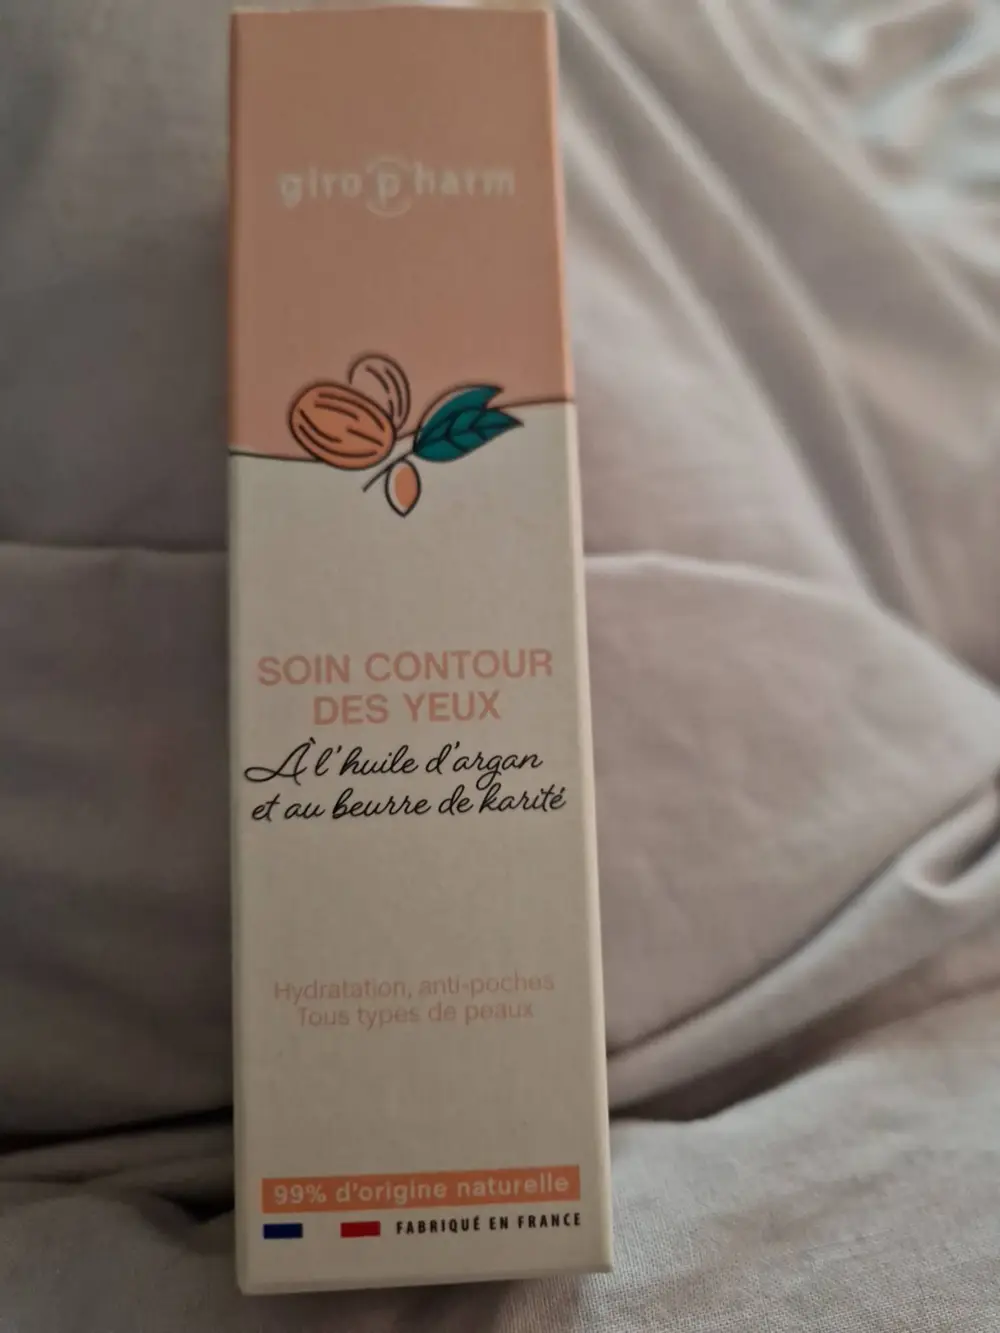 giropharm
SOIN CONTOUR
DES YEUX
À l'huile d'argan
et au beurre de karité
Hydratation, anti-poches
Tous types de peaux
99% d'origine naturelle
FABRIQUÉ EN FRANCE